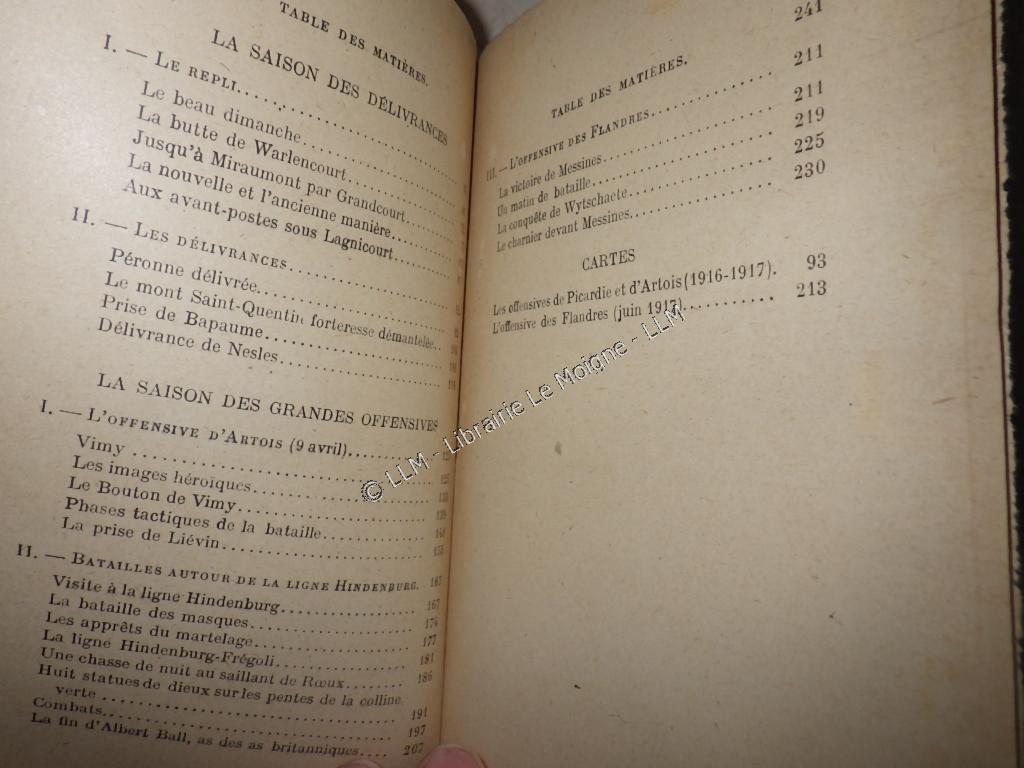 TABLE DES MATIÈRES.
LA SAISON DES DÉLIVRANCES
I. — LE REPLI.
Le beau dimanche
La butte de Warlencourt
Jusqu'à Miraumont par Grandcourt
La nouvelle et l'ancienne manière
Aux avant-postes sous Lagnicourt
II. — LES DÉLIVRANCES
Péronne délivrée
Le mont Saint-Quentin forteresse démantelée
Prise de Bapaume
Délivrance de Nesles
LA SAISON DES GRANDES OFFENSIVES
I. — L'OFFENSIVE D'ARTOIS (9 avril)
Vimy
Les images héroïques
Le Bouton de Vimy
Phases tactiques de la bataille
La prise de Liévin
II. — BATAILLES AUTOUR DE LA LIGNE HINDENBURG.
Visite à la ligne Hindenburg 167
La bataille des masques 174
Les apprêts du martelage 177
La ligne Hindenburg-Frégoli 181
Une chasse de nuit au saillant de Rœux 186
Huit statues de dieux sur les pentes de la colline
verte 191
Combats 197
La fin d'Albert Ball, as des as britanniques 207
241
TABLE DES MATIÈRES.
III. — L'OFFENSIVE DES FLANDRES 211
La victoire de Messines 211
Un matin de bataille 219
La conquête de Wytschaete 225
Le charnier devant Messines 230
CARTES
Les offensives de Picardie et d'Artois (1916-1917). 93
L'offensive des Flandres (juin 1917) 213
© LLM - Librairie Le Moigne - LLM